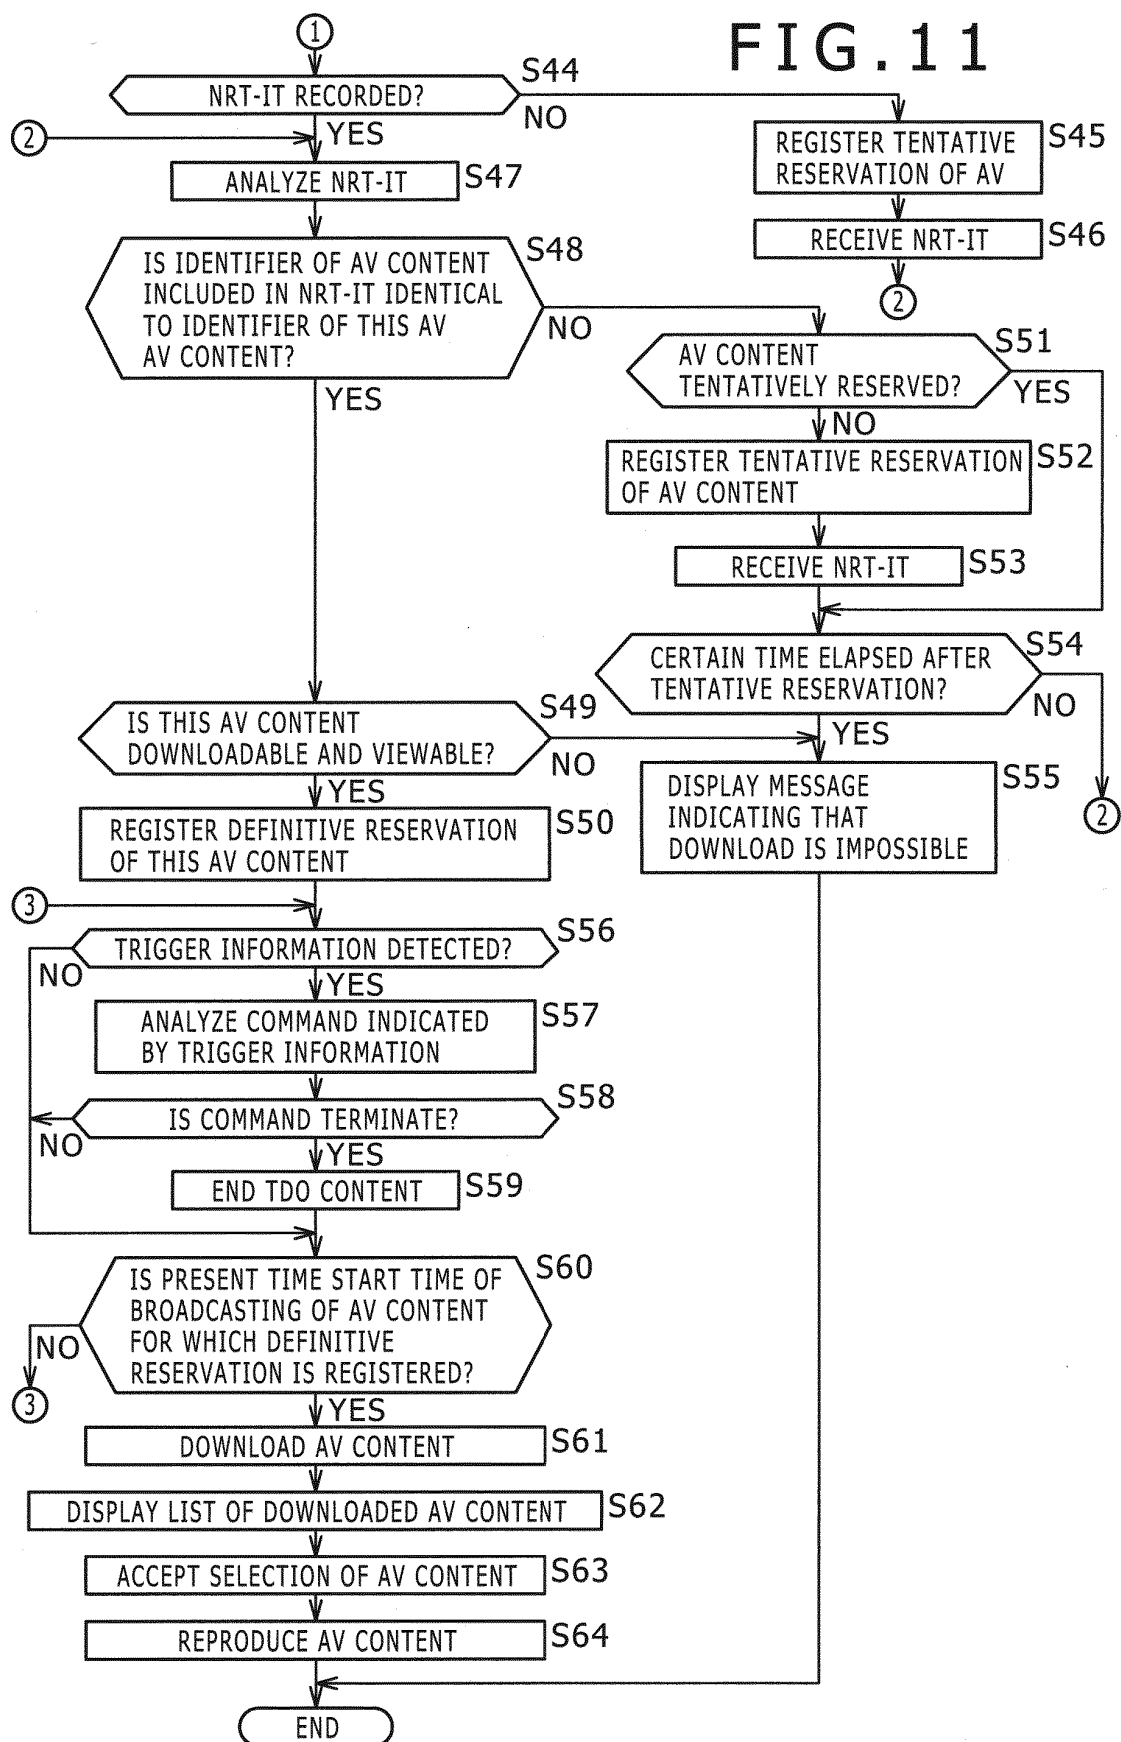 FIG.11
1
NRT-IT RECORDED?
S44
NO
YES
2
REGISTER TENTATIVE
RESERVATION OF AV
S45
ANALYZE NRT-IT
S47
RECEIVE NRT-IT
S46
2
IS IDENTIFIER OF AV CONTENT
INCLUDED IN NRT-IT IDENTICAL
TO IDENTIFIER OF THIS AV
AV CONTENT?
S48
NO
YES
AV CONTENT
TENTATIVELY RESERVED?
S51
YES
NO
REGISTER TENTATIVE RESERVATION
OF AV CONTENT
S52
RECEIVE NRT-IT
S53
CERTAIN TIME ELAPSED AFTER
TENTATIVE RESERVATION?
S54
NO
YES
2
IS THIS AV CONTENT
DOWNLOADABLE AND VIEWABLE?
S49
NO
YES
DISPLAY MESSAGE
INDICATING THAT
DOWNLOAD IS IMPOSSIBLE
S55
REGISTER DEFINITIVE RESERVATION
OF THIS AV CONTENT
S50
3
TRIGGER INFORMATION DETECTED?
S56
NO
YES
ANALYZE COMMAND INDICATED
BY TRIGGER INFORMATION
S57
IS COMMAND TERMINATE?
S58
NO
YES
END TDO CONTENT
S59
IS PRESENT TIME START TIME OF
BROADCASTING OF AV CONTENT
FOR WHICH DEFINITIVE
RESERVATION IS REGISTERED?
S60
NO
3
YES
DOWNLOAD AV CONTENT
S61
DISPLAY LIST OF DOWNLOADED AV CONTENT
S62
ACCEPT SELECTION OF AV CONTENT
S63
REPRODUCE AV CONTENT
S64
END